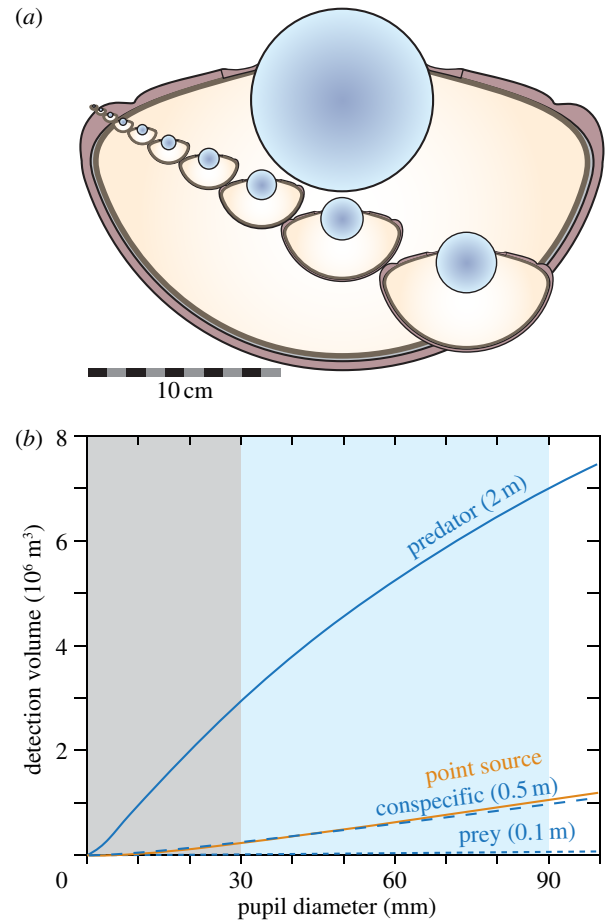 (a)
10 cm
(b)
8
6
4
2
0
detection volume (10⁶ m³)
predator (2 m)
point source
conspecific (0.5 m)
prey (0.1 m)
30
60
90
pupil diameter (mm)